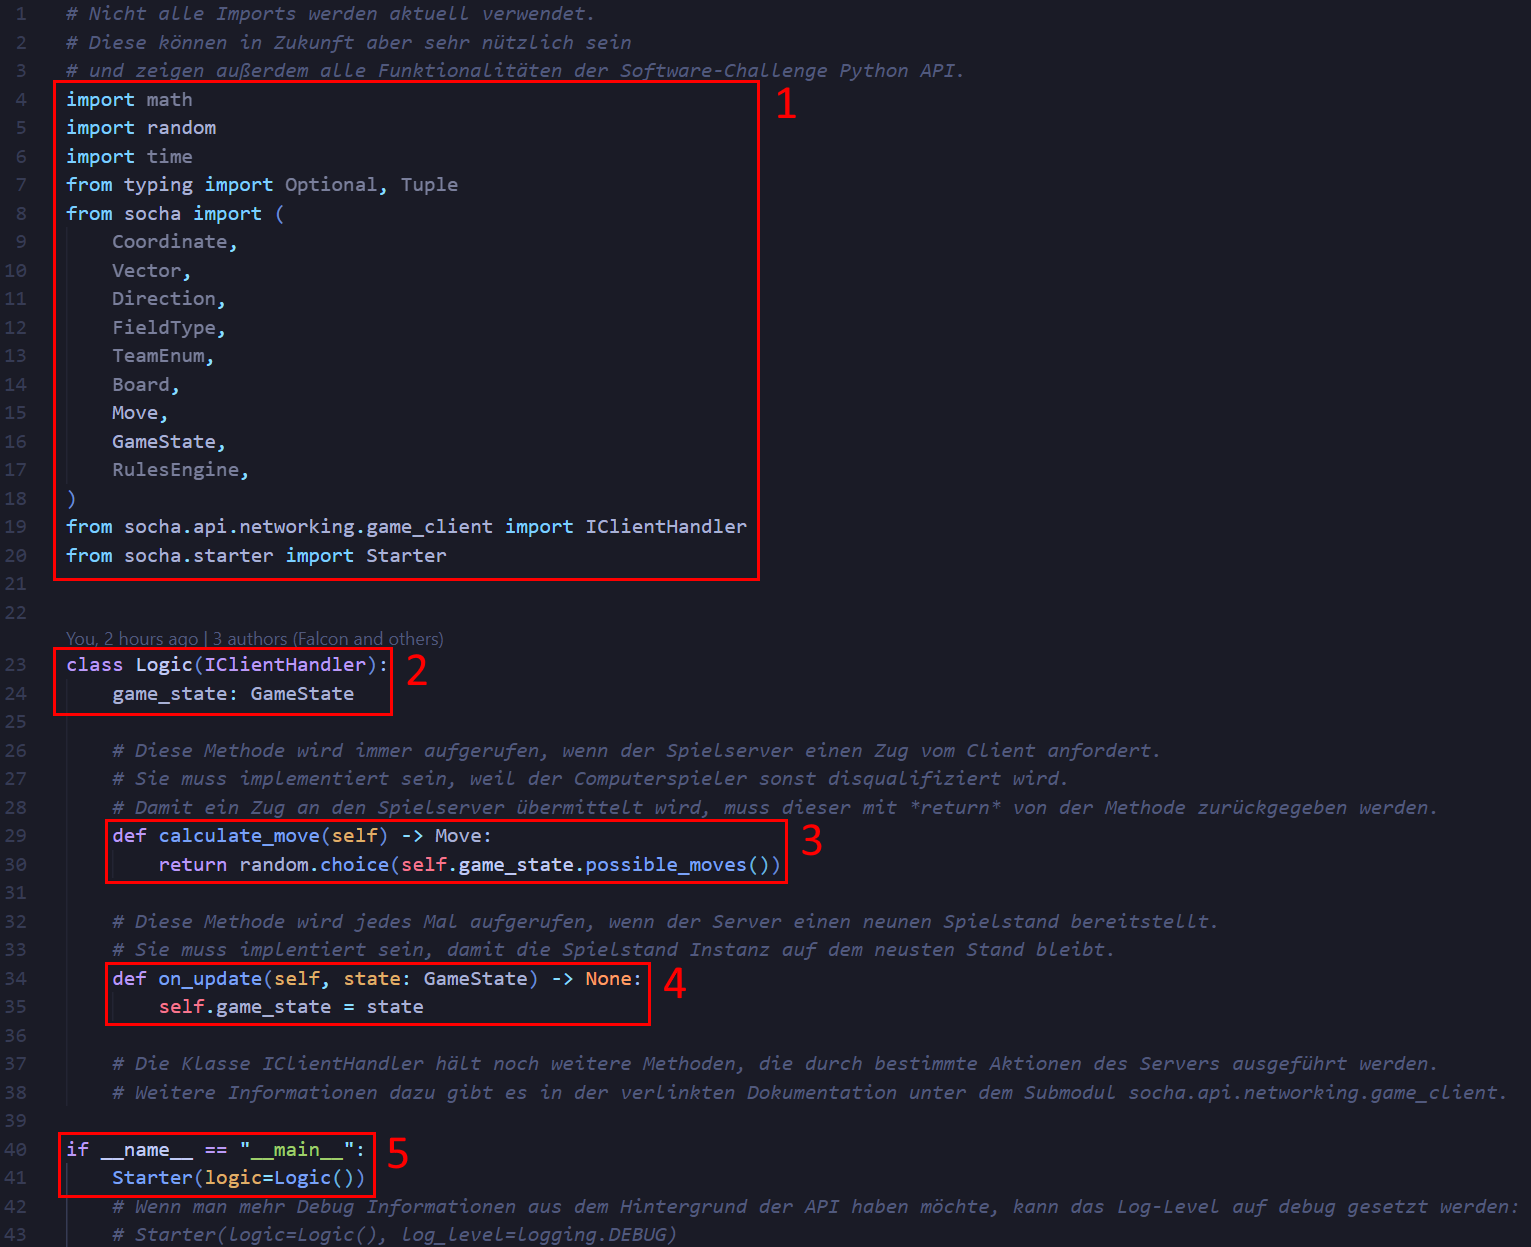 1 # Nicht alle Imports werden aktuell verwendet.
2 # Diese können in Zukunft aber sehr nützlich sein
3 # und zeigen außerdem alle Funktionalitäten der Software-Challenge Python API.
4 import math
1
5 import random
6 import time
7 from typing import Optional, Tuple
8 from socha import (
9 Coordinate,
10 Vector,
11 Direction,
12 FieldType,
13 TeamEnum,
14 Board,
15 Move,
16 GameState,
17 RulesEngine,
18 )
19 from socha.api.networking.game_client import IClientHandler
20 from socha.starter import Starter
21
22
You, 2 hours ago | 3 authors (Falcon and others)
23 class Logic(IClientHandler):
2
24 game_state: GameState
25
26 # Diese Methode wird immer aufgerufen, wenn der Spielserver einen Zug vom Client anfordert.
27 # Sie muss implementiert sein, weil der Computerspieler sonst disqualifiziert wird.
28 # Damit ein Zug an den Spielserver übermittelt wird, muss dieser mit *return* von der Methode zurückgegeben werden.
29 def calculate_move(self) -> Move:
3
30 return random.choice(self.game_state.possible_moves())
31
32 # Diese Methode wird jedes Mal aufgerufen, wenn der Server einen neunen Spielstand bereitstellt.
33 # Sie muss implentiert sein, damit die Spielstand Instanz auf dem neusten Stand bleibt.
34 def on_update(self, state: GameState) -> None:
4
35 self.game_state = state
36
37 # Die Klasse IClientHandler hält noch weitere Methoden, die durch bestimmte Aktionen des Servers ausgeführt werden.
38 # Weitere Informationen dazu gibt es in der verlinkten Dokumentation unter dem Submodul socha.api.networking.game_client.
39
40 if __name__ == "__main__":
5
41 Starter(logic=Logic())
42 # Wenn man mehr Debug Informationen aus dem Hintergrund der API haben möchte, kann das Log-Level auf debug gesetzt werden:
43 # Starter(logic=Logic(), log_level=logging.DEBUG)